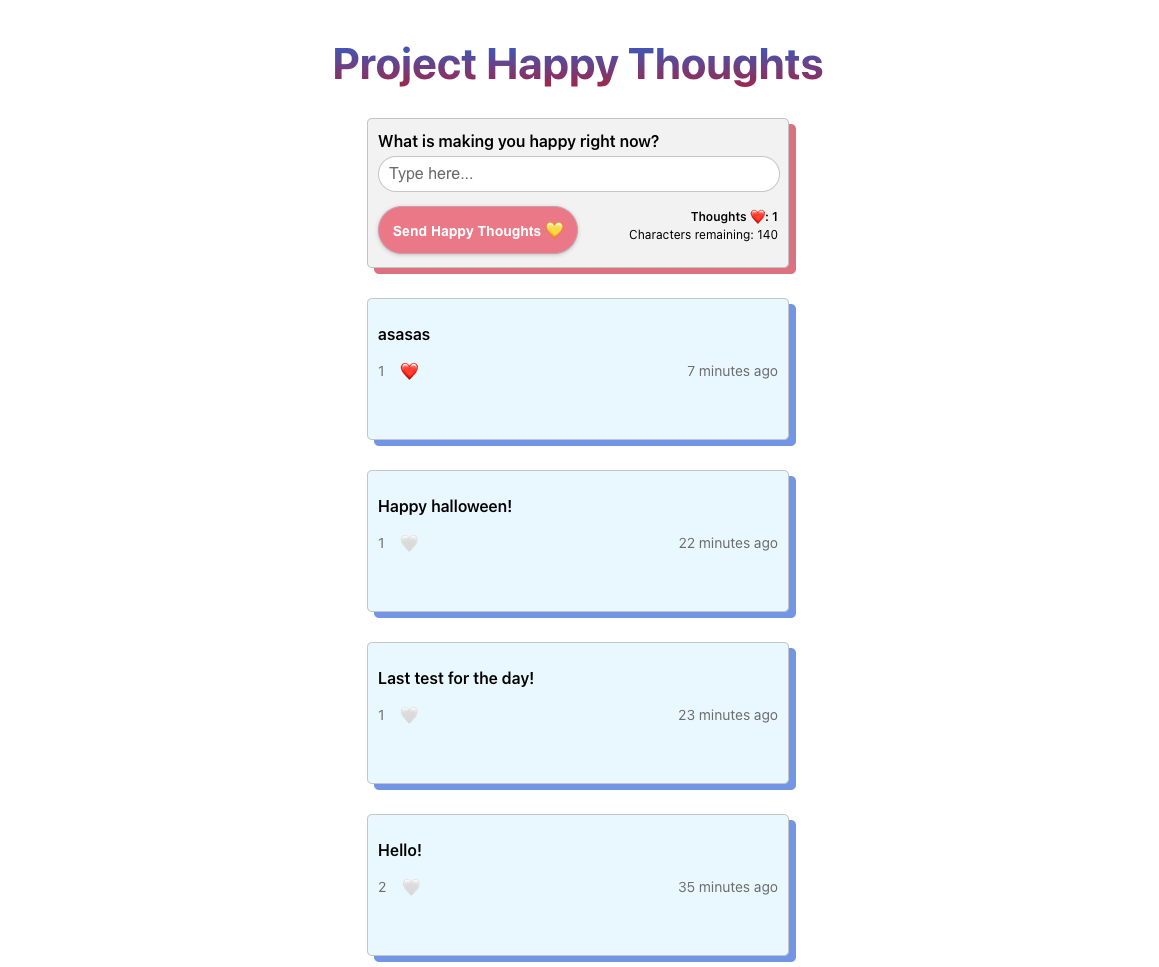 Project Happy Thoughts
What is making you happy right now?
Type here...
Send Happy Thoughts 💛
Thoughts ❤️: 1
Characters remaining: 140
asasas
1 ❤️ 7 minutes ago
Happy halloween!
1 🤍 22 minutes ago
Last test for the day!
1 🤍 23 minutes ago
Hello!
2 🤍 35 minutes ago